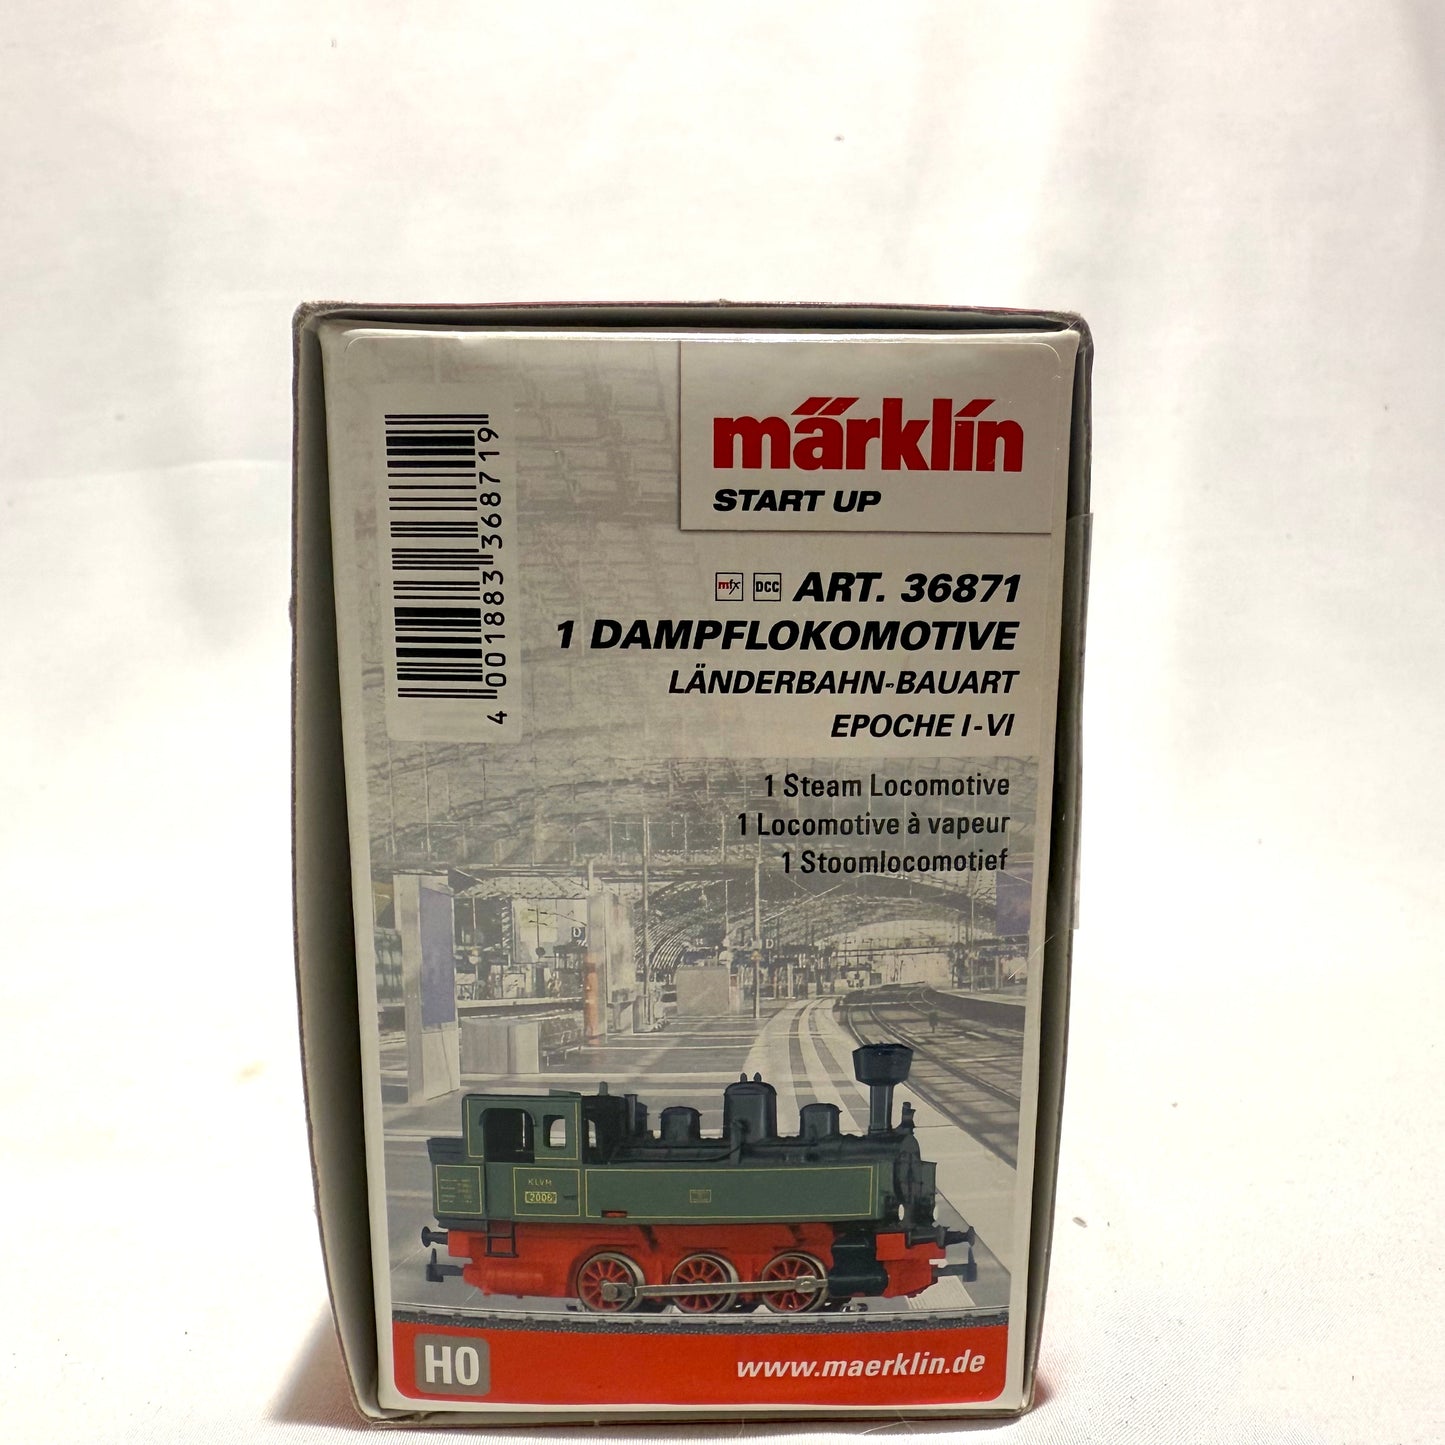 4 001883 368719
märklin
START UP
mfx DCC ART. 36871
1 DAMPFLOKOMOTIVE
LÄNDERBAHN-BAUART
EPOCHE I-VI
1 Steam Locomotive
1 Locomotive à vapeur
1 Stoomlocomotief
D
D
KLVM
2006
H0
www.maerklin.de